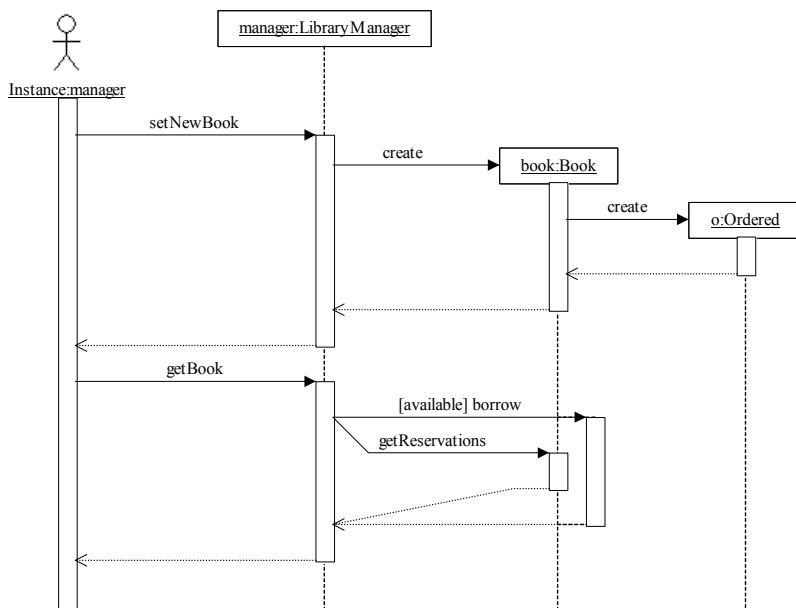 manager:LibraryManager
Instance:manager
setNewBook
create
book:Book
create
o:Ordered
getBook
[available] borrow
getReservations